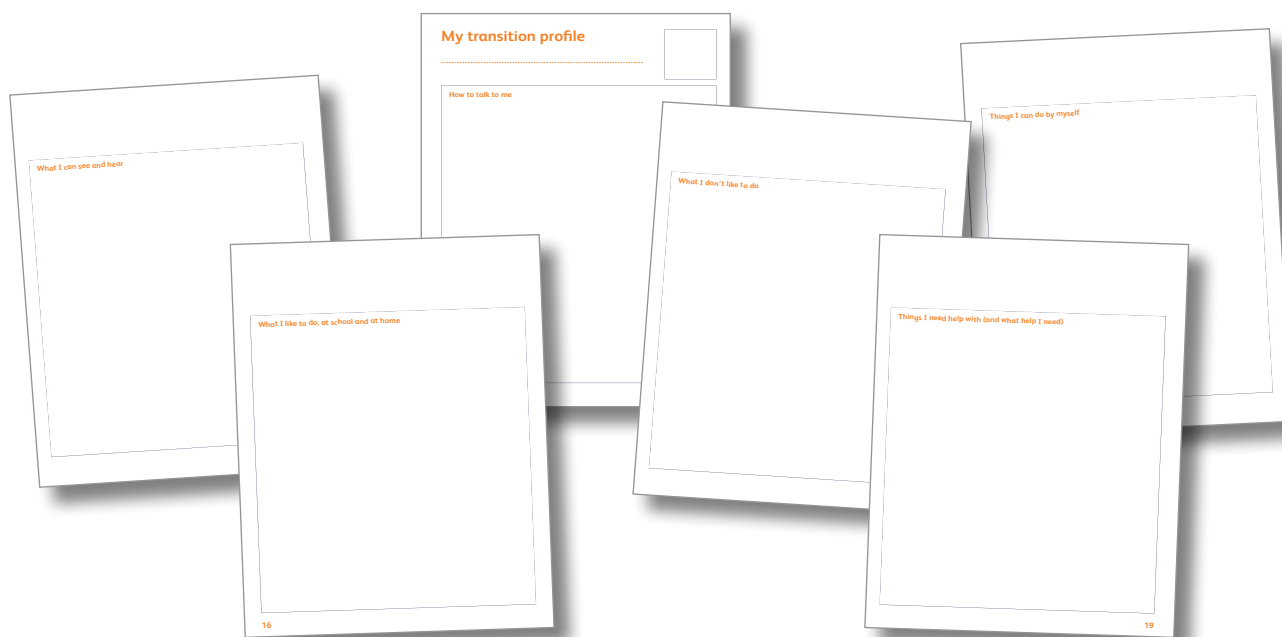 My transition profile
How to talk to me
What I can see and hear
What I like to do, at school and at home
16
What I don't like to do
Things I can do by myself
Things I need help with (and what help I need)
19